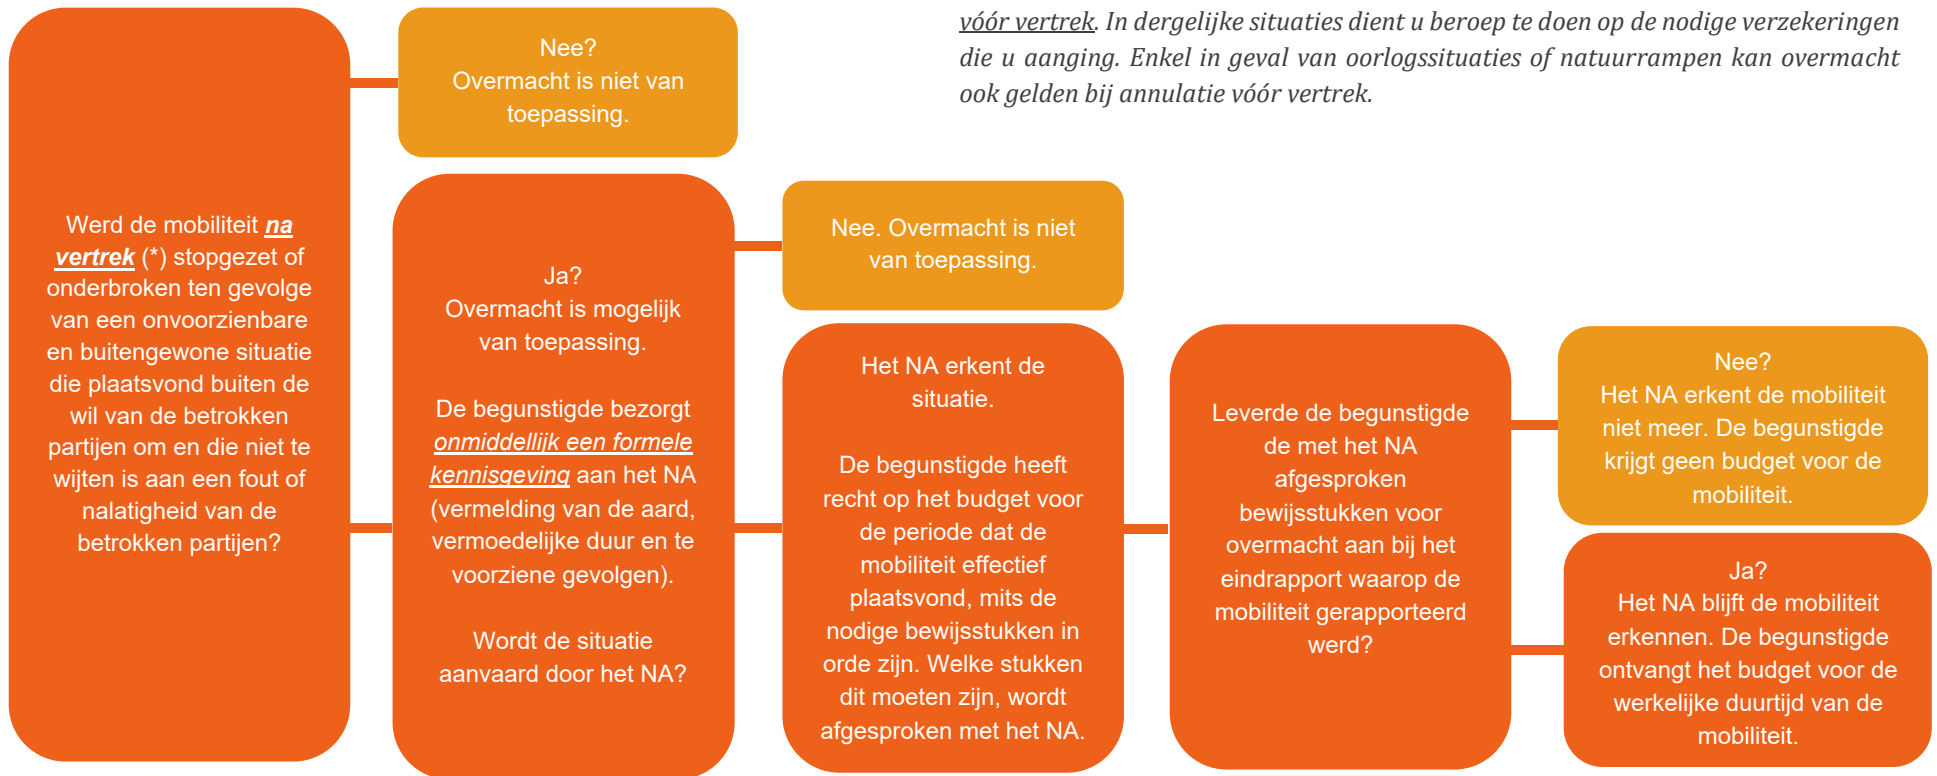 vóór vertrek. In dergelijke situaties dient u beroep te doen op de nodige verzekeringen
die u aanging. Enkel in geval van oorlogssituaties of natuurrampen kan overmacht
ook gelden bij annulatie vóór vertrek.
Werd de mobiliteit na
vertrek (*) stopgezet of
onderbroken ten gevolge
van een onvoorzienbare
en buitengewone situatie
die plaatsvond buiten de
wil van de betrokken
partijen om en die niet te
wijten is aan een fout of
nalatigheid van de
betrokken partijen?
Nee?
Overmacht is niet van
toepassing.
Ja?
Overmacht is mogelijk
van toepassing.
De begunstigde bezorgt
onmiddellijk een formele
kennisgeving aan het NA
(vermelding van de aard,
vermoedelijke duur en te
voorziene gevolgen).
Wordt de situatie
aanvaard door het NA?
Nee. Overmacht is niet
van toepassing.
Het NA erkent de
situatie.
De begunstigde heeft
recht op het budget voor
de periode dat de
mobiliteit effectief
plaatsvond, mits de
nodige bewijsstukken in
orde zijn. Welke stukken
dit moeten zijn, wordt
afgesproken met het NA.
Leverde de begunstigde
de met het NA
afgesproken
bewijsstukken voor
overmacht aan bij het
eindrapport waarop de
mobiliteit gerapporteerd
werd?
Nee?
Het NA erkent de mobiliteit
niet meer. De begunstigde
krijgt geen budget voor de
mobiliteit.
Ja?
Het NA blijft de mobiliteit
erkennen. De begunstigde
ontvangt het budget voor de
werkelijke duurtijd van de
mobiliteit.